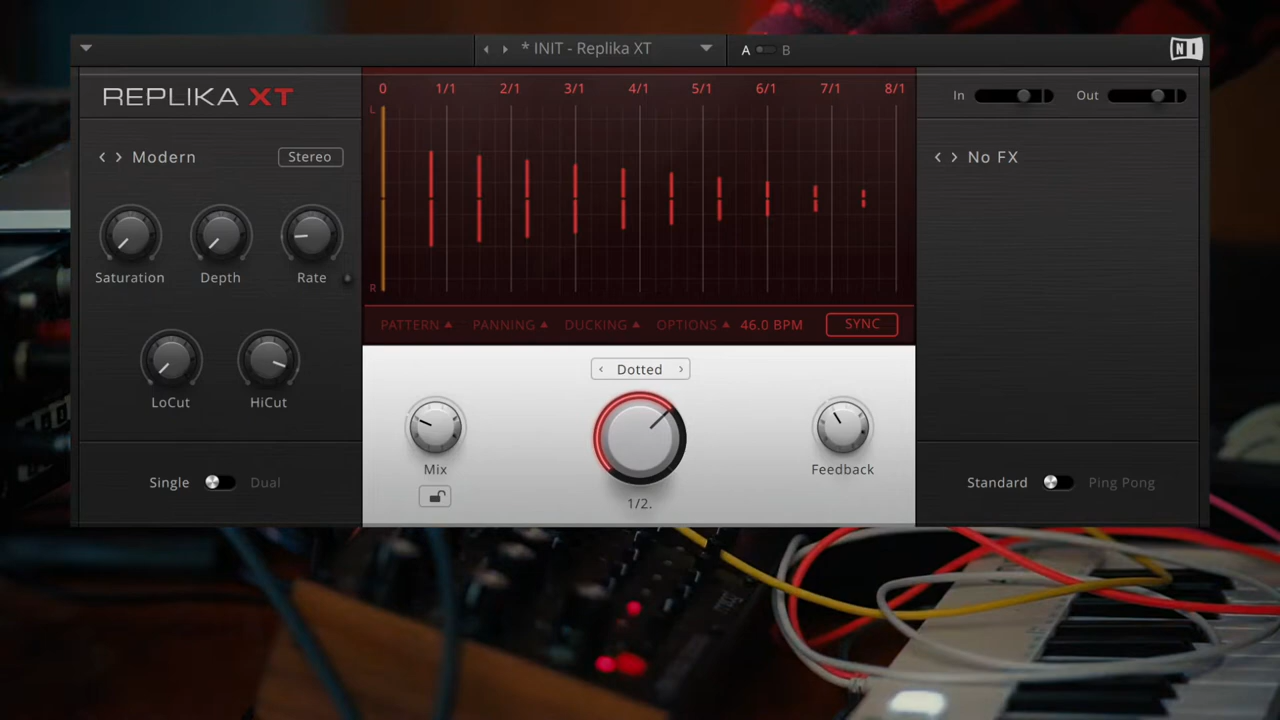 * INIT - Replika XT
A B
NI
REPLIKA XT
0 1/1 2/1 3/1 4/1 5/1 6/1 7/1 8/1
In
Out
L
Modern
Stereo
No FX
Saturation
Depth
Rate
R
PATTERN
PANNING
DUCKING
OPTIONS
46.0 BPM
SYNC
Dotted
LoCut
HiCut
Mix
Feedback
Single
Dual
1/2.
Standard
Ping Pong